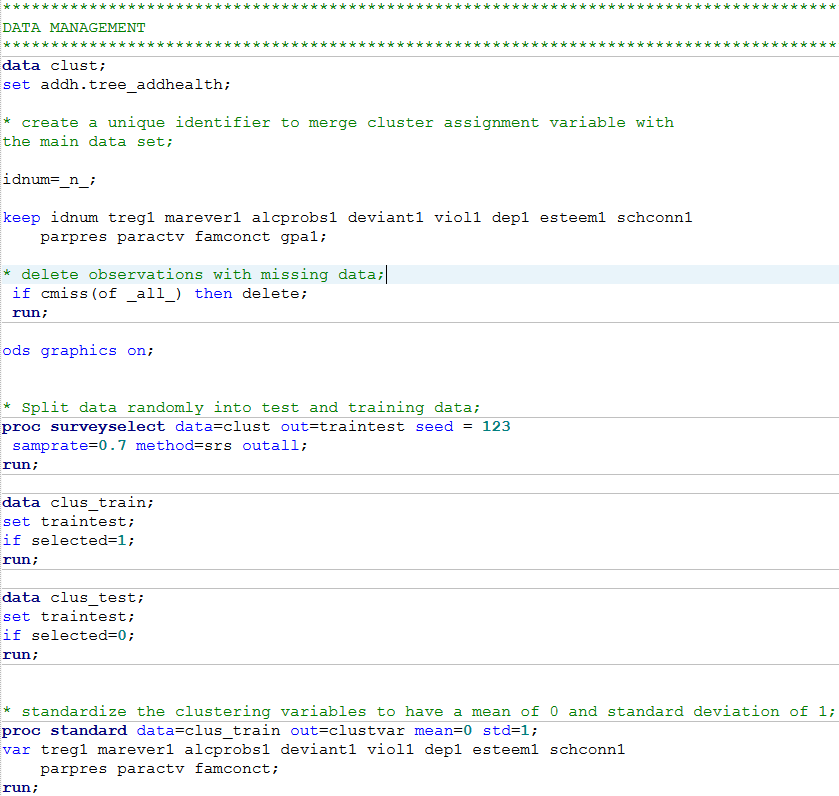 ****************************************************************************************
DATA MANAGEMENT
****************************************************************************************
data clust;
set addh.tree_addhealth;
* create a unique identifier to merge cluster assignment variable with
the main data set;
idnum=_n_;
keep idnum treg1 marever1 alcprobs1 deviant1 viol1 dep1 esteem1 schconn1
parpres paractv famconct gpa1;
* delete observations with missing data;
if cmiss(of _all_) then delete;
run;
ods graphics on;
* Split data randomly into test and training data;
proc surveyselect data=clust out=traintest seed = 123
samprate=0.7 method=srs outall;
run;
data clus_train;
set traintest;
if selected=1;
run;
data clus_test;
set traintest;
if selected=0;
run;
* standardize the clustering variables to have a mean of 0 and standard deviation of 1;
proc standard data=clus_train out=clustvar mean=0 std=1;
var treg1 marever1 alcprobs1 deviant1 viol1 dep1 esteem1 schconn1
parpres paractv famconct;
run;